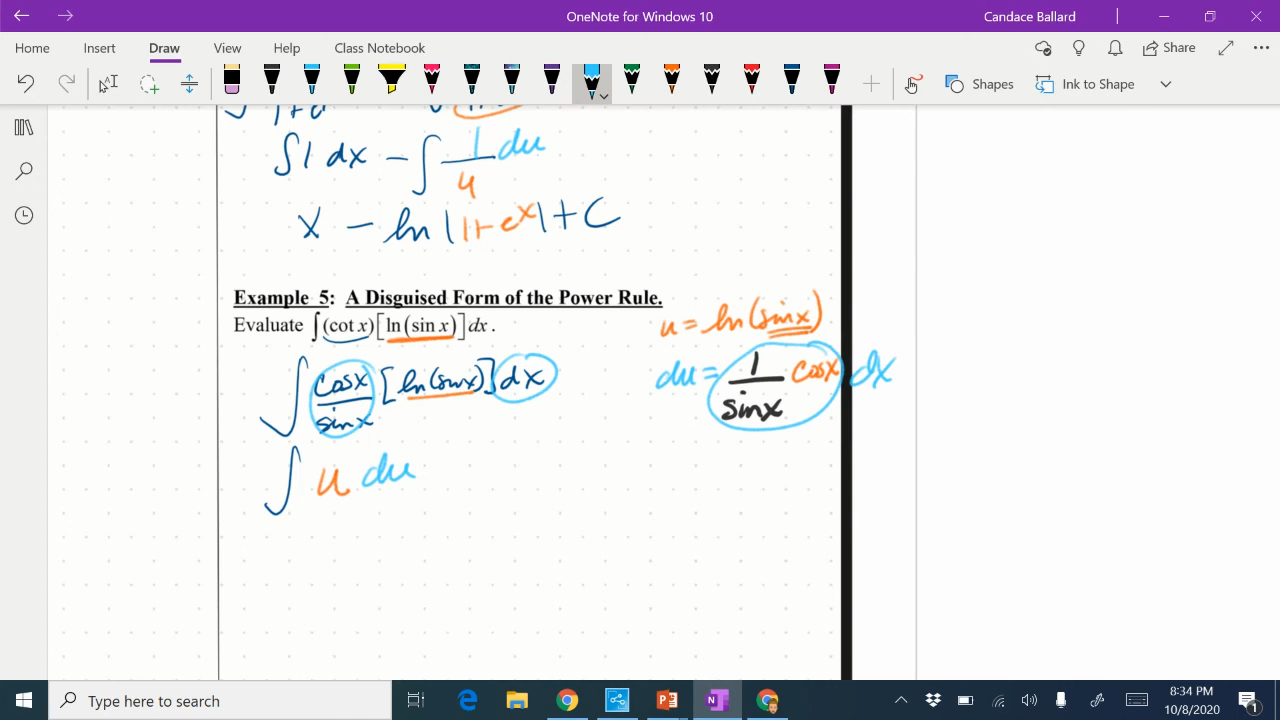 OneNote for Windows 10
Candace Ballard
Home Insert Draw View Help Class Notebook Share
Shapes Ink to Shape
∫ 1 dx − ∫ 1/u du
x − ln |1+e^x| + C
Example 5: A Disguised Form of the Power Rule.
Evaluate ∫(cot x)[ln(sin x)]dx.
u = ln(sinx)
du = 1/sinx cosx dx
∫ cosx/sinx [ln(sinx)] dx
∫ u du
Type here to search
8:34 PM
10/8/2020
1